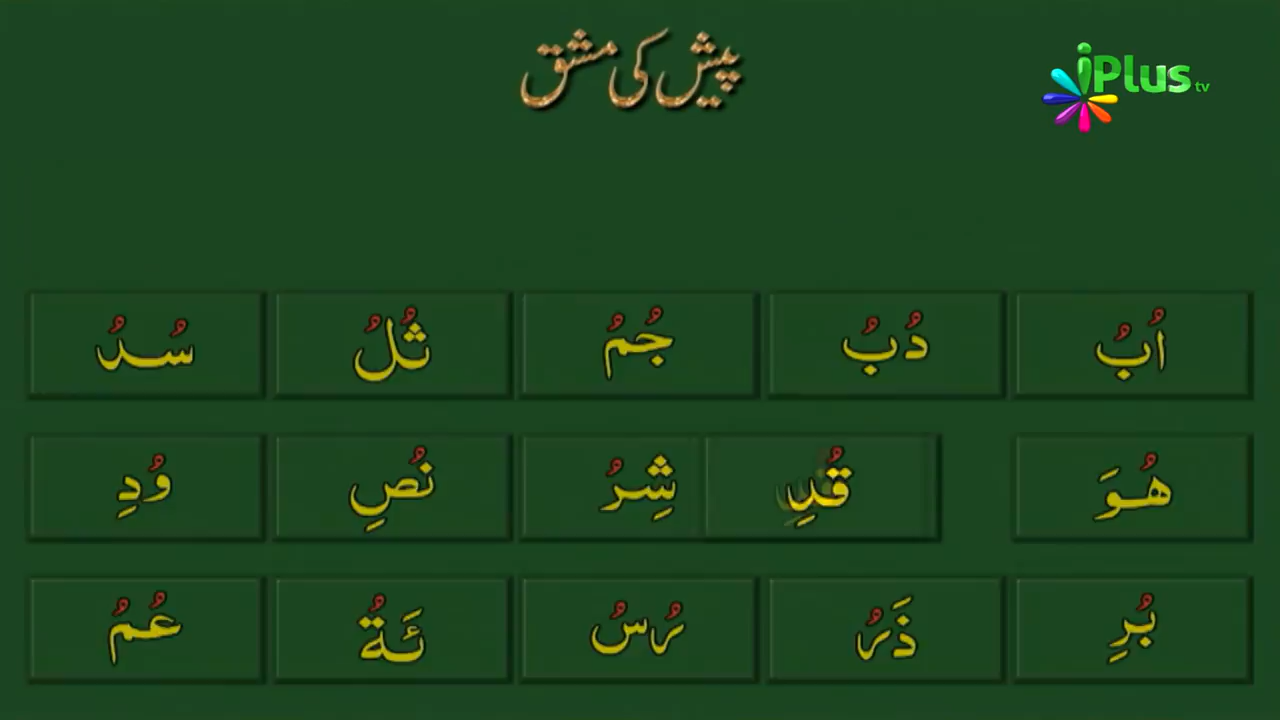 پیش کی مشق
iPlus tv
اُبُ دُبُ جُمُ ثُلُ سُدُ
هُوَ قُدِ شِرُ نُصِ وُدِ
بُرِ ذَرُ رُسُ ئَةُ عُمُ